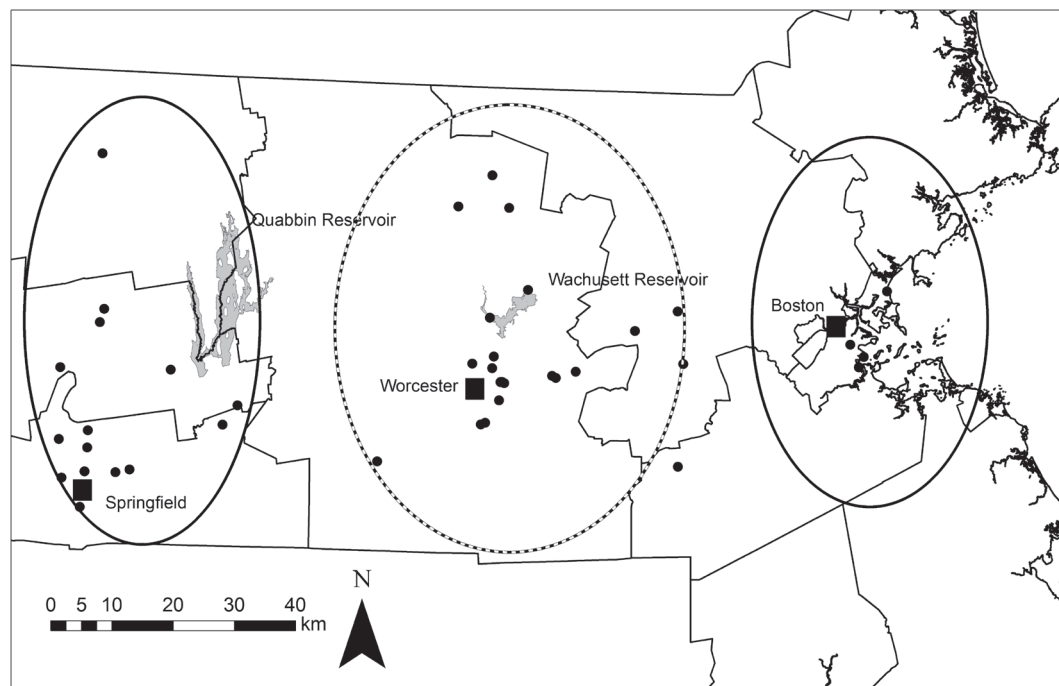 Quabbin Reservoir
Wachusett Reservoir
Boston
Worcester
Springfield
N
0 5 10 20 30 40
km